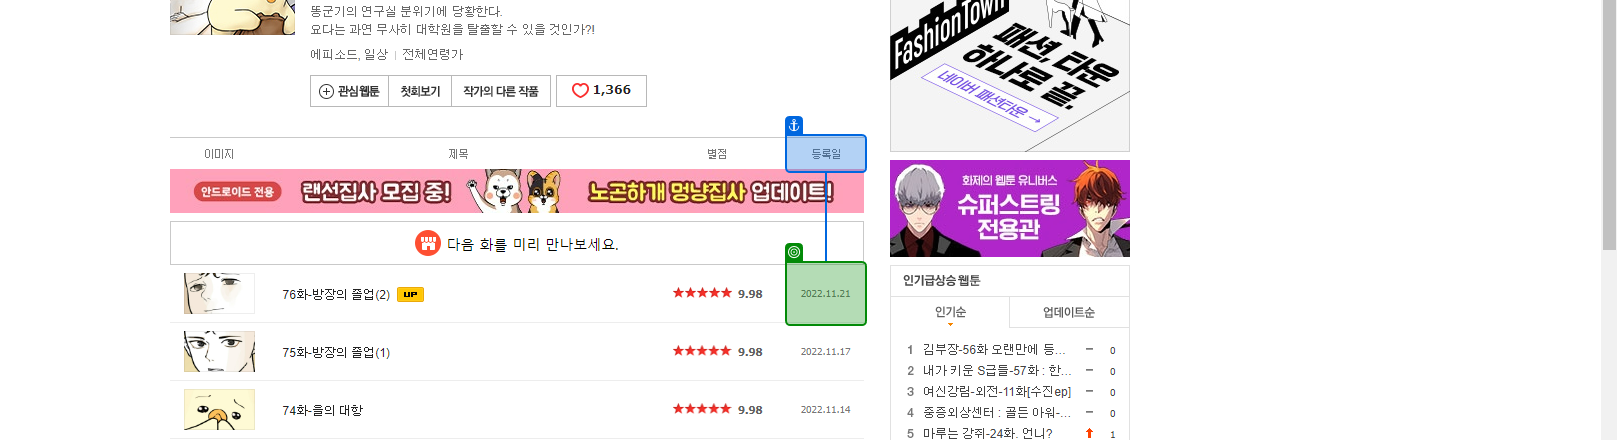 똥군기의 연구실 분위기에 당황한다.
요다는 과연 무사히 대학원을 탈출할 수 있을 것인가?!
에피소드, 일상 | 전체연령가
관심웹툰 첫회보기 작가의 다른 작품 1,366
이미지 제목 별점 등록일
안드로이드 전용 랜선집사 모집 중! 노곤하개 멍냥집사 업데이트!
다음 화를 미리 만나보세요.
76화-방장의 졸업(2) UP ★★★★★ 9.98 2022.11.21
75화-방장의 졸업(1) ★★★★★ 9.98 2022.11.17
74화-을의 대항 ★★★★★ 9.98 2022.11.14
FashionTown
패션, 타운
하나로 끝.
네이버 패션타운 →
화제의 웹툰 유니버스
슈퍼스트링
전용관
인기급상승 웹툰
인기순 업데이트순
1 김부장-56화 오랜만에 등... 0
2 내가 키운 S급들-57화 : 한... 0
3 여신강림-외전-11화[수진ep] 0
4 중증외상센터 : 골든 아워-... 0
5 마루는 강쥐-24화. 언니? 1